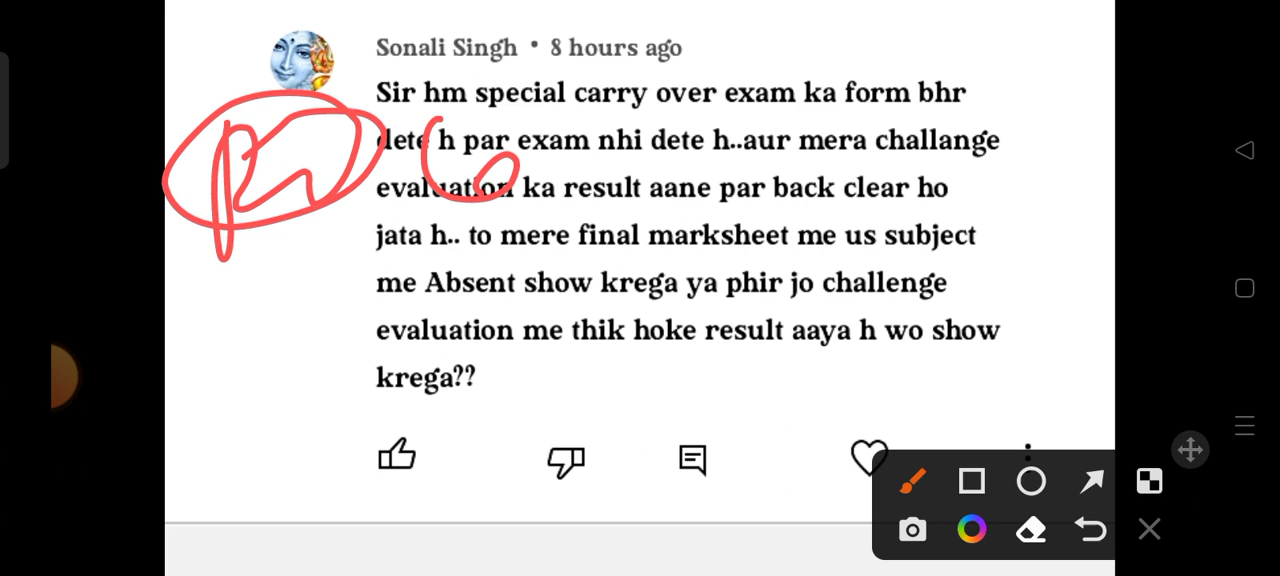 Sonali Singh • 8 hours ago
Sir hm special carry over exam ka form bhr
dete h par exam nhi dete h..aur mera challange
evaluation ka result aane par back clear ho
jata h.. to mere final marksheet me us subject
me Absent show krega ya phir jo challenge
evaluation me thik hoke result aaya h wo show
krega??